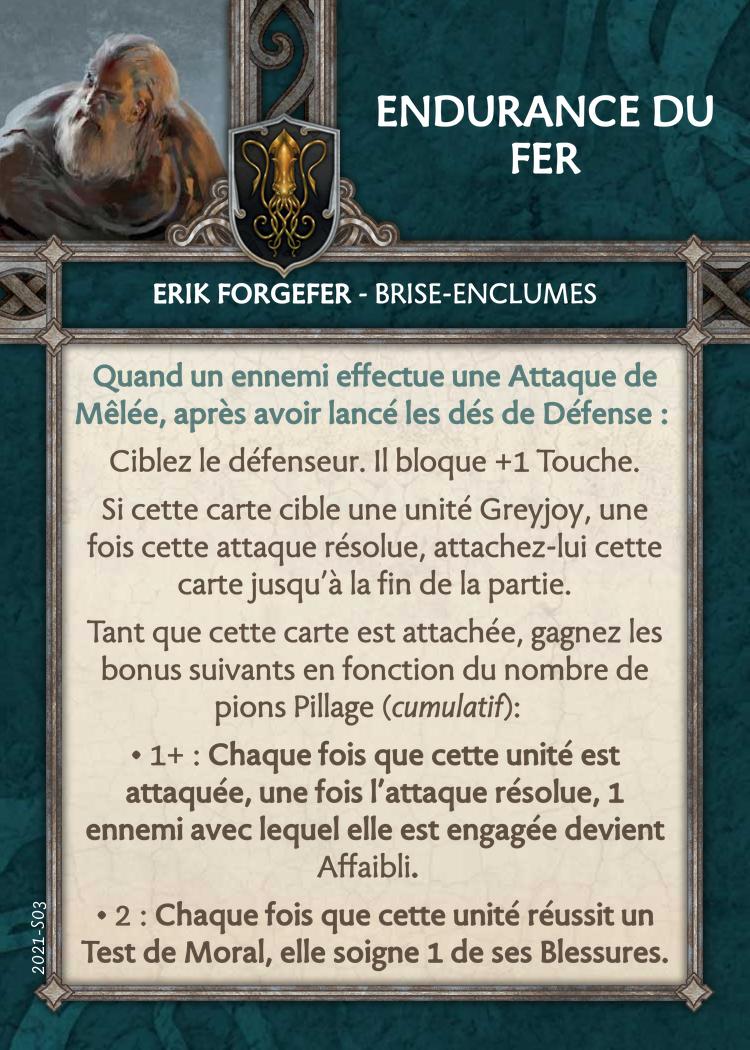 ENDURANCE DU
FER
ERIK FORGEFER - BRISE-ENCLUMES
Quand un ennemi effectue une Attaque de
Mêlée, après avoir lancé les dés de Défense :
Ciblez le défenseur. Il bloque +1 Touche.
Si cette carte cible une unité Greyjoy, une
fois cette attaque résolue, attachez-lui cette
carte jusqu'à la fin de la partie.
Tant que cette carte est attachée, gagnez les
bonus suivants en fonction du nombre de
pions Pillage (cumulatif):
• 1+ : Chaque fois que cette unité est
attaquée, une fois l'attaque résolue, 1
ennemi avec lequel elle est engagée devient
Affaibli.
• 2 : Chaque fois que cette unité réussit un
Test de Moral, elle soigne 1 de ses Blessures.
2021-S03